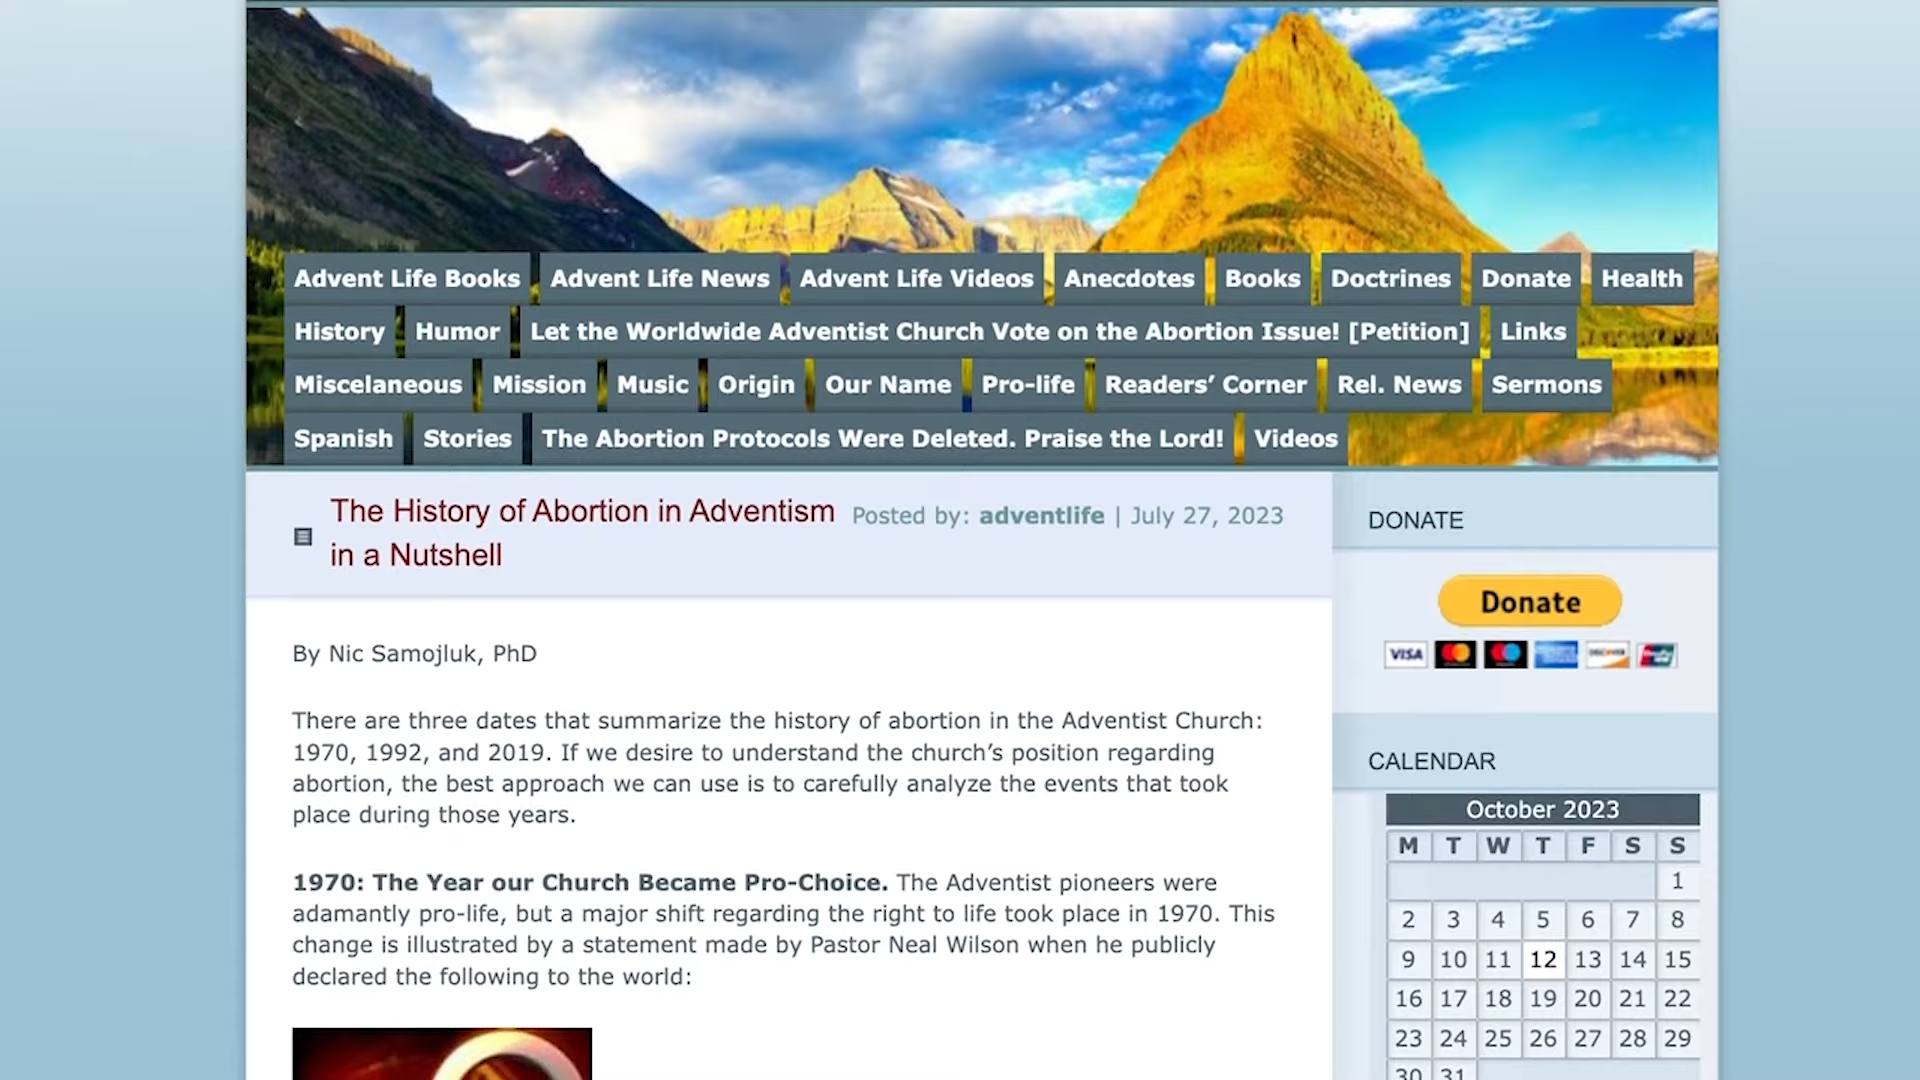 Advent Life Books Advent Life News Advent Life Videos Anecdotes Books Doctrines Donate Health
History Humor Let the Worldwide Adventist Church Vote on the Abortion Issue! [Petition] Links
Miscelaneous Mission Music Origin Our Name Pro-life Readers’ Corner Rel. News Sermons
Spanish Stories The Abortion Protocols Were Deleted. Praise the Lord! Videos
The History of Abortion in Adventism
in a Nutshell
Posted by: adventlife | July 27, 2023
By Nic Samojluk, PhD
There are three dates that summarize the history of abortion in the Adventist Church:
1970, 1992, and 2019. If we desire to understand the church’s position regarding
abortion, the best approach we can use is to carefully analyze the events that took
place during those years.
1970: The Year our Church Became Pro-Choice. The Adventist pioneers were
adamantly pro-life, but a major shift regarding the right to life took place in 1970. This
change is illustrated by a statement made by Pastor Neal Wilson when he publicly
declared the following to the world:
DONATE
Donate
VISA
DISCOVER
CALENDAR
October 2023
M T W T F S S
1
2 3 4 5 6 7 8
9 10 11 12 13 14 15
16 17 18 19 20 21 22
23 24 25 26 27 28 29
30 31